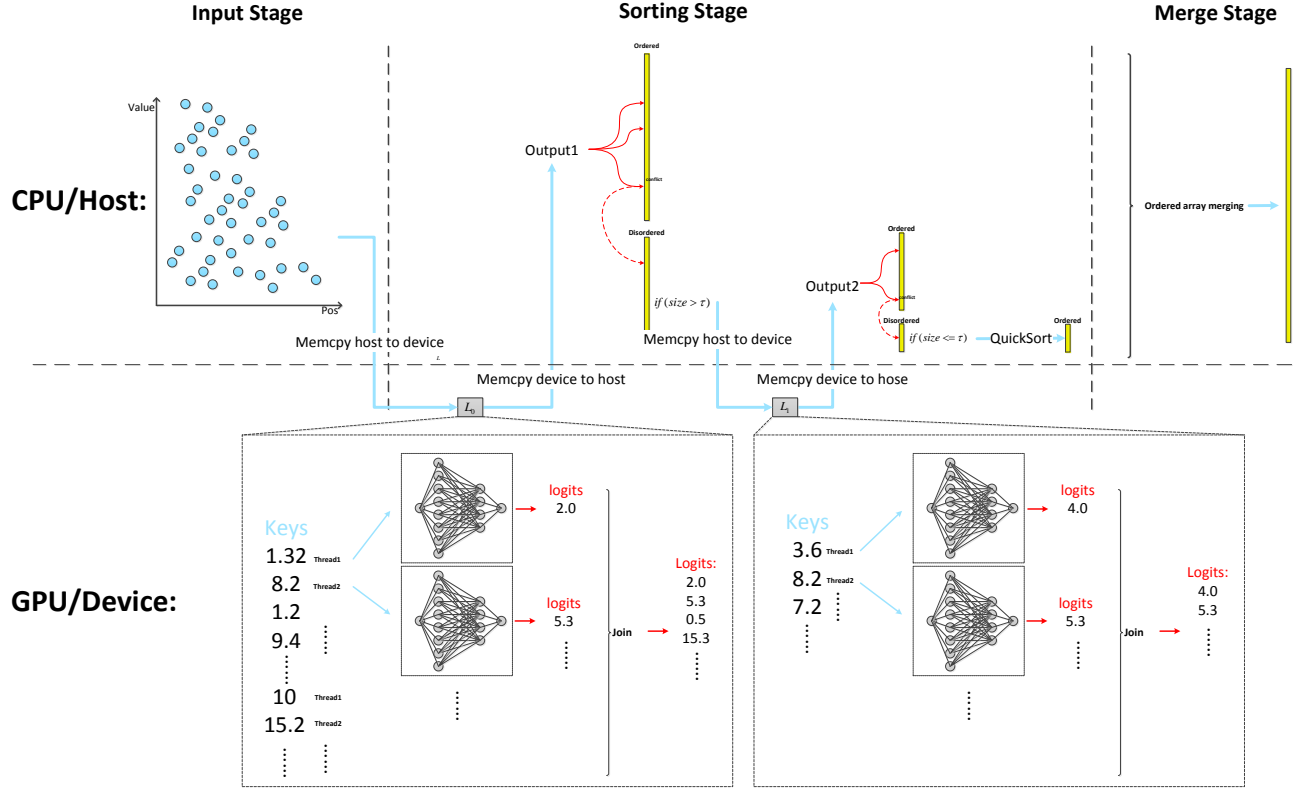 Input Stage
Sorting Stage
Merge Stage
CPU/Host:
Value
Pos
Memcpy host to device
L
Output1
Ordered
conflict
Disordered
if (size > τ)
Memcpy host to device
Memcpy device to host
Output2
Ordered
conflict
Disordered
if (size <= τ)
QuickSort
Ordered
Memcpy device to hose
Ordered array merging
L₀
L₁
GPU/Device:
Keys
1.32 Thread1
8.2 Thread2
1.2
9.4
......
10 Thread1
15.2 Thread2
......
logits
2.0
logits
5.3
......
Join
Logits:
2.0
5.3
0.5
15.3
......
Keys
3.6 Thread1
8.2 Thread2
7.2
......
logits
4.0
logits
5.3
......
Join
Logits:
4.0
5.3
......